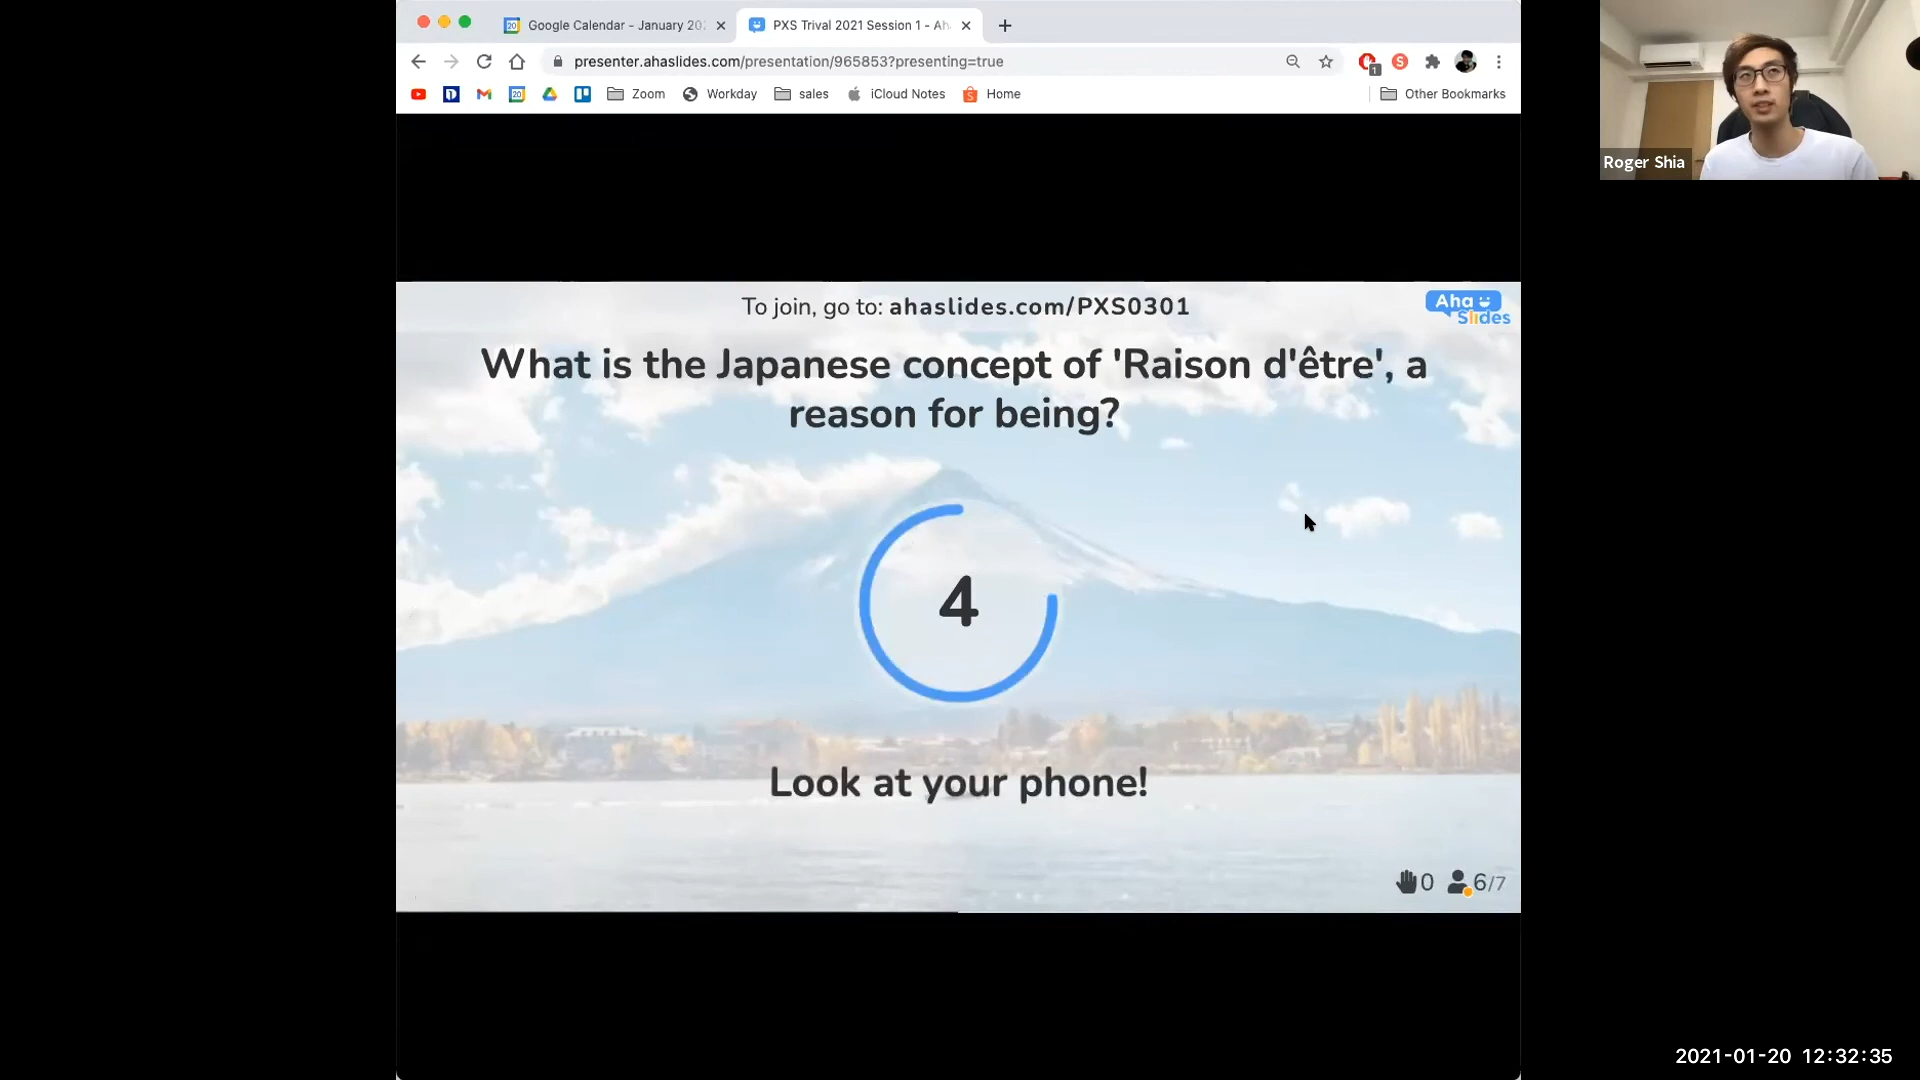 Google Calendar - January 20
PXS Trival 2021 Session 1 - Ah
presenter.ahaslides.com/presentation/965853?presenting=true
1
S
20
Zoom
Workday
sales
iCloud Notes
Home
Other Bookmarks
Roger Shia
To join, go to: ahaslides.com/PXS0301
Aha
Slides
What is the Japanese concept of 'Raison d'être', a
reason for being?
4
Look at your phone!
0
6/7
2021-01-20 12:32:35